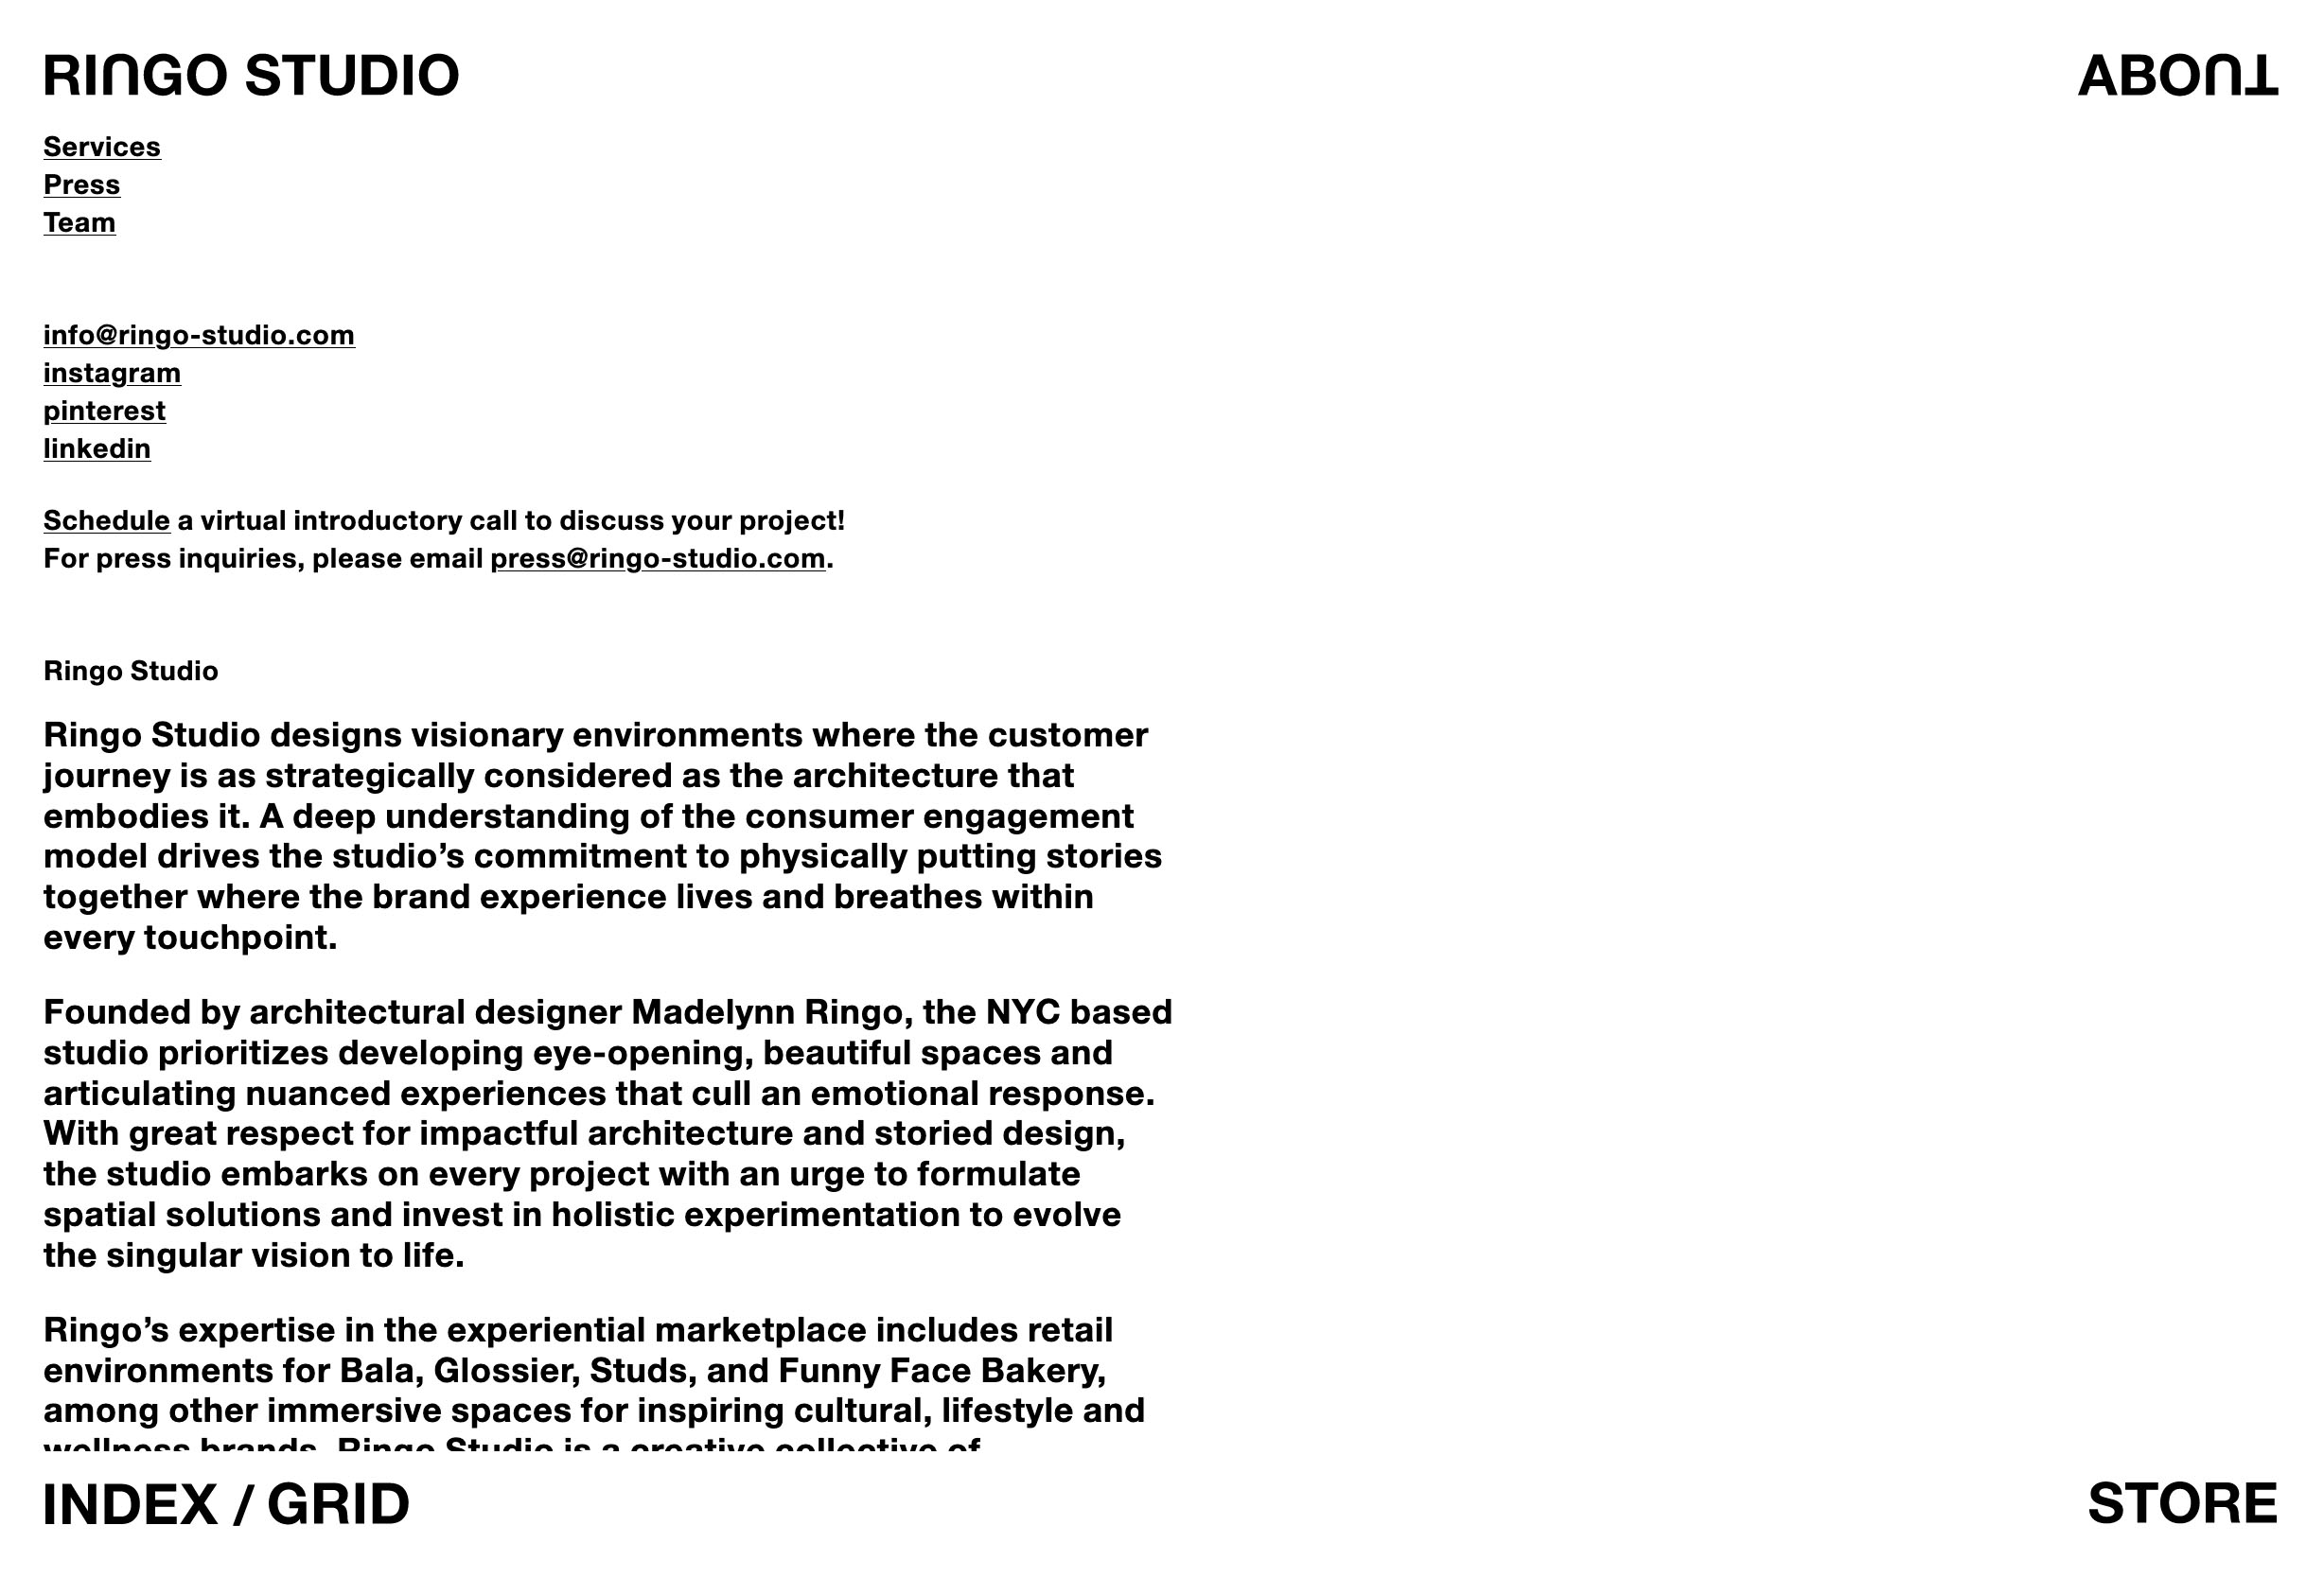 RINGO STUDIO
ABOUT
Services
Press
Team
info@ringo-studio.com
instagram
pinterest
linkedin
Schedule a virtual introductory call to discuss your project!
For press inquiries, please email press@ringo-studio.com.
Ringo Studio
Ringo Studio designs visionary environments where the customer
journey is as strategically considered as the architecture that
embodies it. A deep understanding of the consumer engagement
model drives the studio’s commitment to physically putting stories
together where the brand experience lives and breathes within
every touchpoint.
Founded by architectural designer Madelynn Ringo, the NYC based
studio prioritizes developing eye-opening, beautiful spaces and
articulating nuanced experiences that cull an emotional response.
With great respect for impactful architecture and storied design,
the studio embarks on every project with an urge to formulate
spatial solutions and invest in holistic experimentation to evolve
the singular vision to life.
Ringo’s expertise in the experiential marketplace includes retail
environments for Bala, Glossier, Studs, and Funny Face Bakery,
among other immersive spaces for inspiring cultural, lifestyle and
wellness brands. Ringo Studio is a creative collective of
INDEX / GRID
STORE